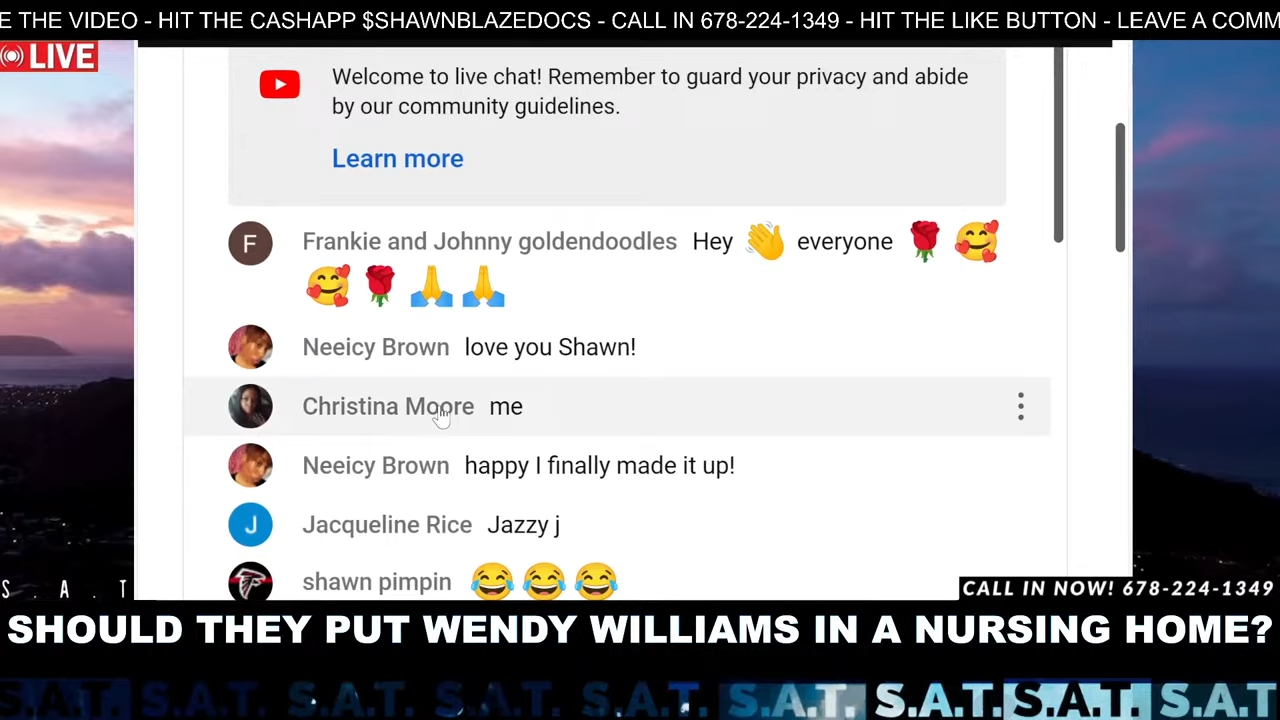 E THE VIDEO - HIT THE CASHAPP $SHAWNBLAZEDOCS - CALL IN 678-224-1349 - HIT THE LIKE BUTTON - LEAVE A COMM
LIVE
Welcome to live chat! Remember to guard your privacy and abide
by our community guidelines.
Learn more
F
Frankie and Johnny goldendoodles Hey 👋 everyone 🌹 🥰
🥰 🌹 🙏 🙏
Neeicy Brown love you Shawn!
Christina Moore me
Neeicy Brown happy I finally made it up!
J
Jacqueline Rice Jazzy j
shawn pimpin 😂 😂 😂
S. A. T
CALL IN NOW! 678-224-1349
SHOULD THEY PUT WENDY WILLIAMS IN A NURSING HOME?
S.A.T. S.A.T. S.A.T. S.A.T. S.A.T. S.A.T. S.A.T. S.A.T